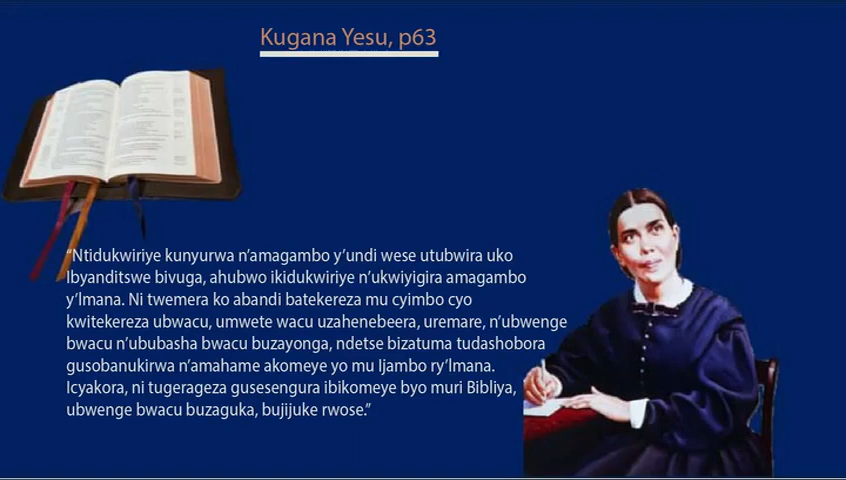 Kugana Yesu, p63
“Ntidukwiriye kunyurwa n’amagambo y’undi wese utubwira uko
Ibyanditswe bivuga, ahubwo ikidukwiriye n’ukwiyigira amagambo
y’Imana. Ni twemera ko abandi batekereza mu cyimbo cyo
kwitekereza ubwacu, umwete wacu uzahenebeera, uremare, n’ubwenge
bwacu n’ububasha bwacu buzayonga, ndetse bizatuma tudashobora
gusobanukirwa n’amahame akomeye yo mu Ijambo ry’Imana.
Icyakora, ni tugerageza gusesengura ibikomeye byo muri Bibliya,
ubwenge bwacu buzaguka, bujijuke rwose.”